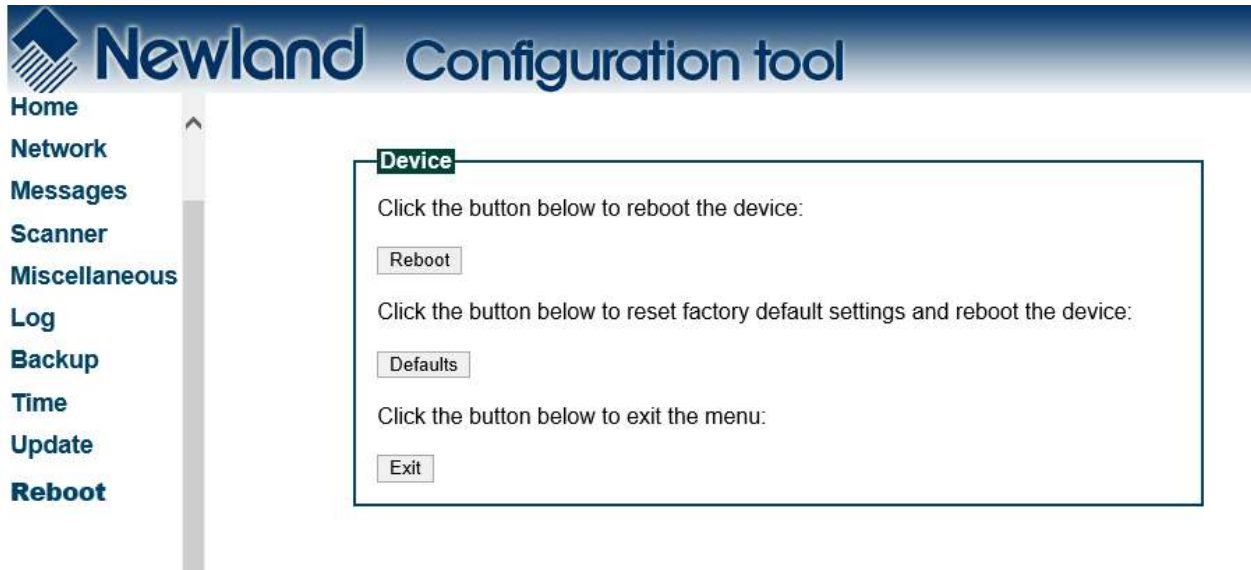 Newland Configuration tool
Home
Network
Messages
Scanner
Miscellaneous
Log
Backup
Time
Update
Reboot
Device
Click the button below to reboot the device:
Reboot
Click the button below to reset factory default settings and reboot the device:
Defaults
Click the button below to exit the menu:
Exit